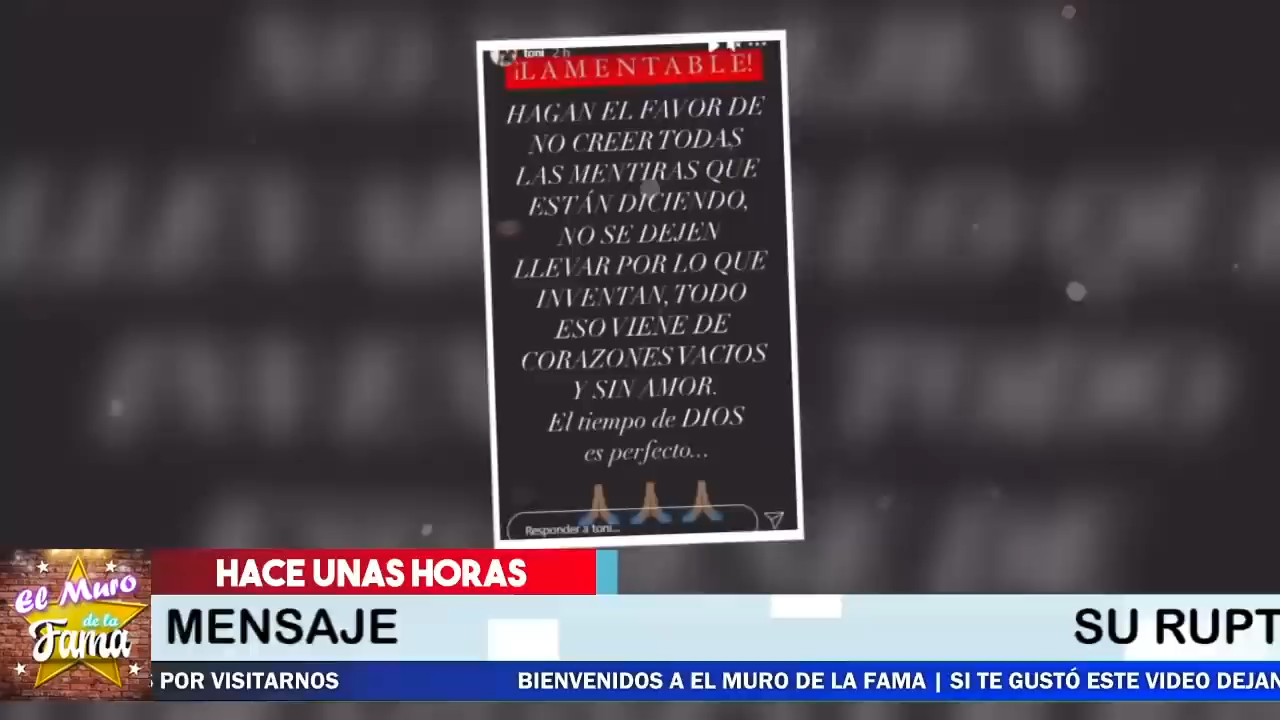 toni 2 h
¡LAMENTABLE!
HAGAN EL FAVOR DE
NO CREER TODAS
LAS MENTIRAS QUE
ESTÁN DICIENDO,
NO SE DEJEN
LLEVAR POR LO QUE
INVENTAN, TODO
ESO VIENE DE
CORAZONES VACIOS
Y SIN AMOR.
El tiempo de DIOS
es perfecto...
Responder a toni...
HACE UNAS HORAS
El Muro
de la
Fama
MENSAJE SU RUPT
POR VISITARNOS BIENVENIDOS A EL MURO DE LA FAMA | SI TE GUSTÓ ESTE VIDEO DEJAN